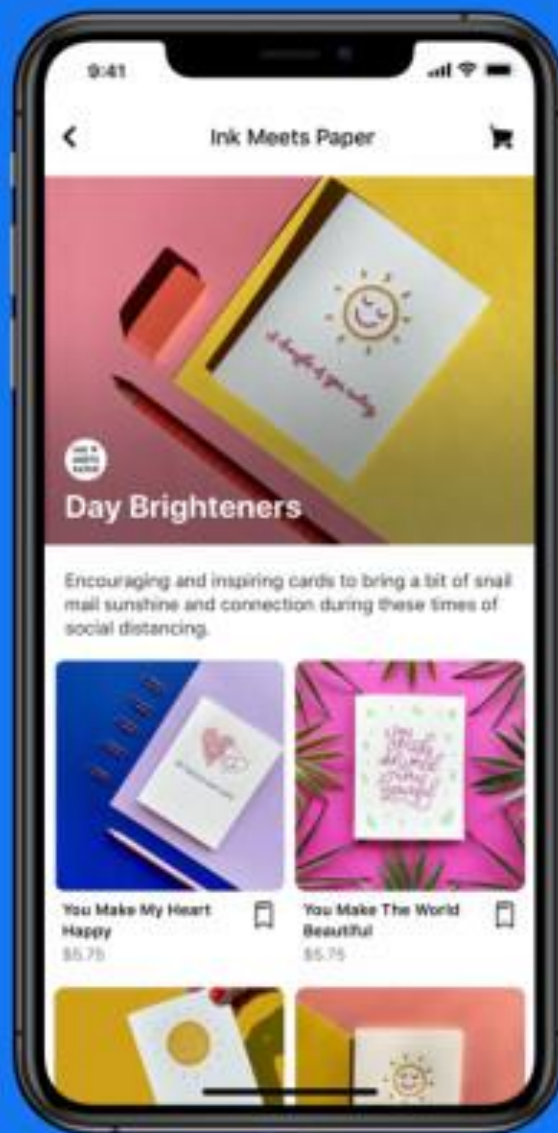 9:41
Ink Meets Paper
Day Brighteners
Encouraging and inspiring cards to bring a bit of snail
mail sunshine and connection during these times of
social distancing.
You Make My Heart
Happy
$5.75
You Make The World
Beautiful
$5.75